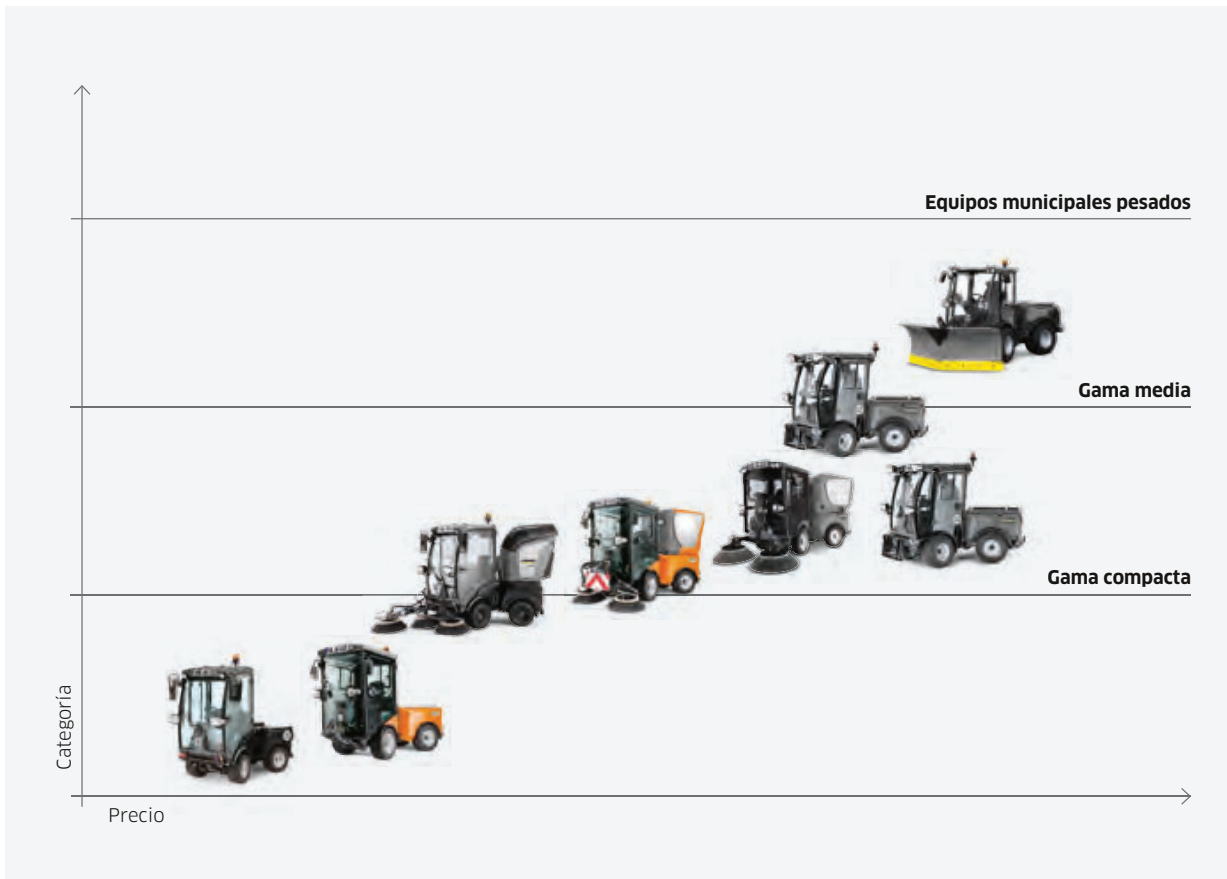 Equipos municipales pesados
Gama media
Gama compacta
Categoría
Precio